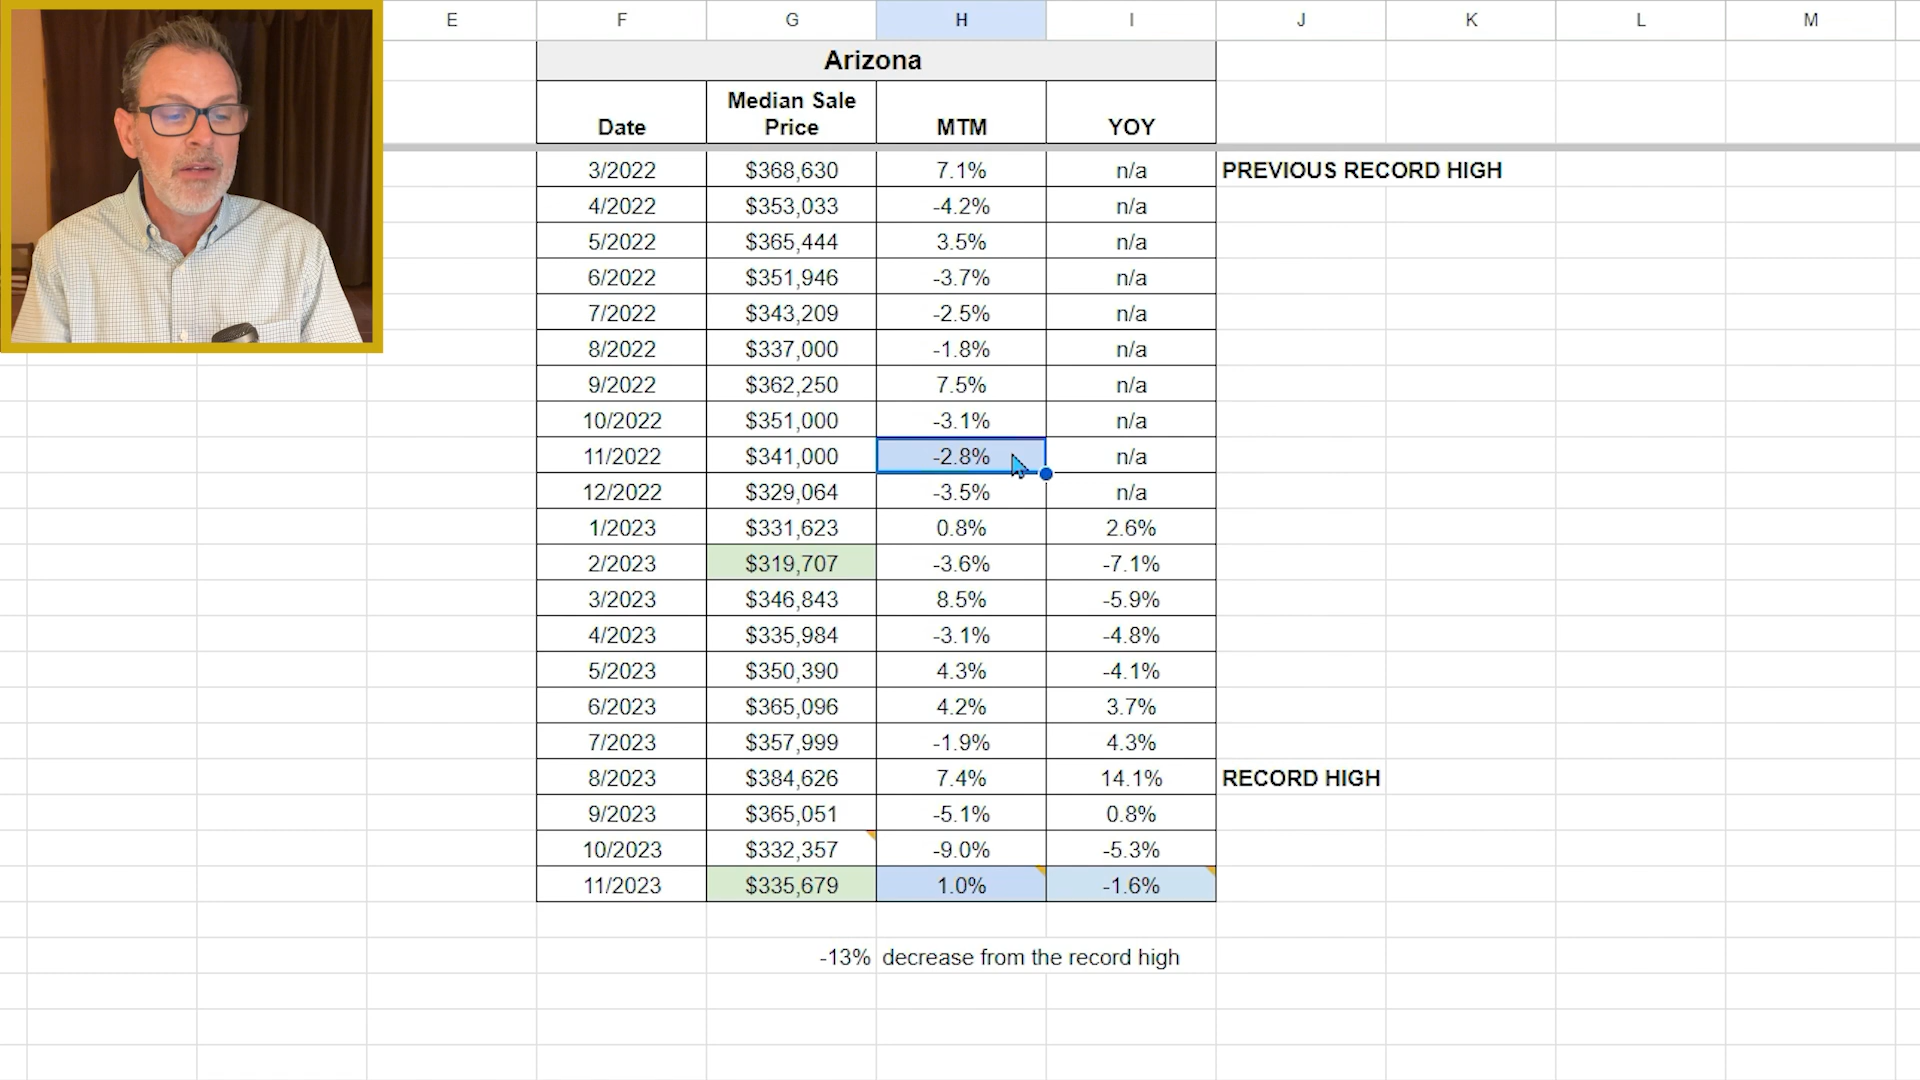 E F G H I J K L M
Arizona
Median Sale
Date Price MTM YOY
3/2022 $368,630 7.1% n/a PREVIOUS RECORD HIGH
4/2022 $353,033 -4.2% n/a
5/2022 $365,444 3.5% n/a
6/2022 $351,946 -3.7% n/a
7/2022 $343,209 -2.5% n/a
8/2022 $337,000 -1.8% n/a
9/2022 $362,250 7.5% n/a
10/2022 $351,000 -3.1% n/a
11/2022 $341,000 -2.8% n/a
12/2022 $329,064 -3.5% n/a
1/2023 $331,623 0.8% 2.6%
2/2023 $319,707 -3.6% -7.1%
3/2023 $346,843 8.5% -5.9%
4/2023 $335,984 -3.1% -4.8%
5/2023 $350,390 4.3% -4.1%
6/2023 $365,096 4.2% 3.7%
7/2023 $357,999 -1.9% 4.3%
8/2023 $384,626 7.4% 14.1% RECORD HIGH
9/2023 $365,051 -5.1% 0.8%
10/2023 $332,357 -9.0% -5.3%
11/2023 $335,679 1.0% -1.6%
-13% decrease from the record high